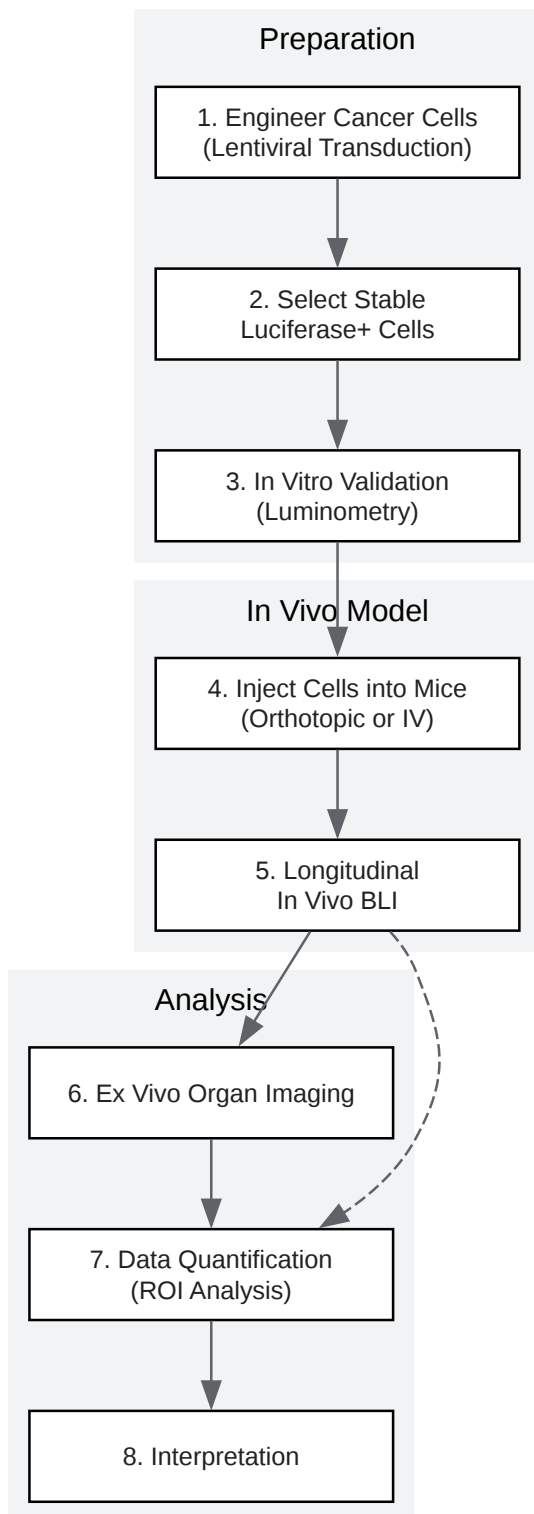 Preparation
1. Engineer Cancer Cells
(Lentiviral Transduction)
2. Select Stable
Luciferase+ Cells
3. In Vitro Validation
(Luminometry)
In Vivo Model
4. Inject Cells into Mice
(Orthotopic or IV)
5. Longitudinal
In Vivo BLI
Analysis
6. Ex Vivo Organ Imaging
7. Data Quantification
(ROI Analysis)
8. Interpretation